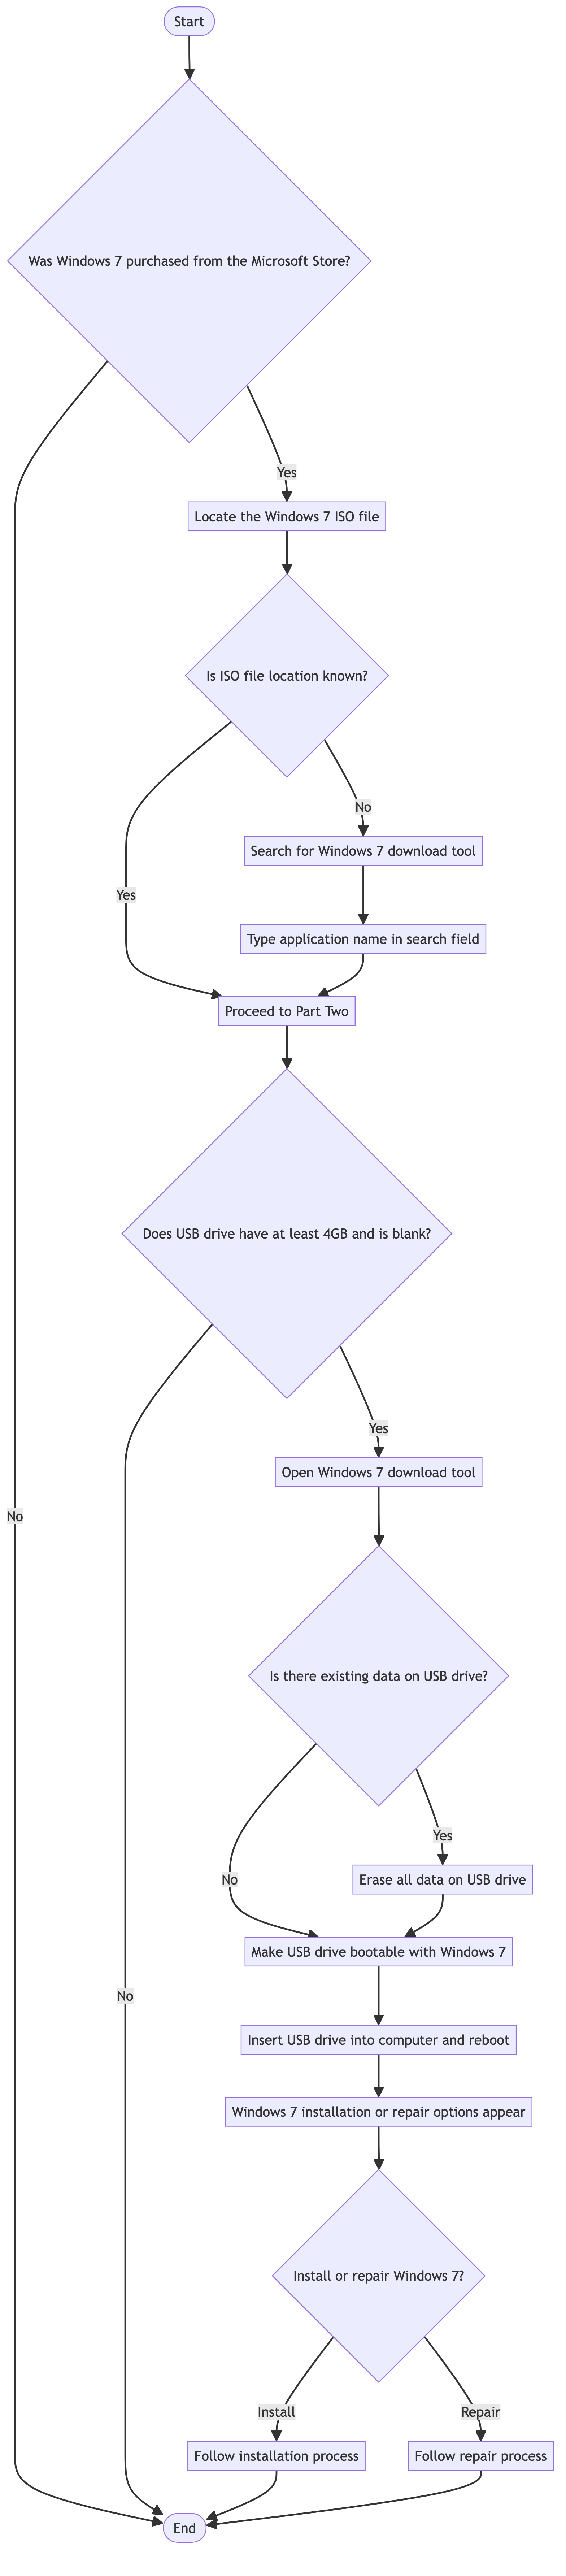 Start
Was Windows 7 purchased from the Microsoft Store?
Yes
Locate the Windows 7 ISO file
Is ISO file location known?
No
Search for Windows 7 download tool
Yes
Type application name in search field
Proceed to Part Two
Does USB drive have at least 4GB and is blank?
Yes
Open Windows 7 download tool
No
Is there existing data on USB drive?
Yes
No
Erase all data on USB drive
Make USB drive bootable with Windows 7
No
Insert USB drive into computer and reboot
Windows 7 installation or repair options appear
Install or repair Windows 7?
Install
Repair
Follow installation process
Follow repair process
End